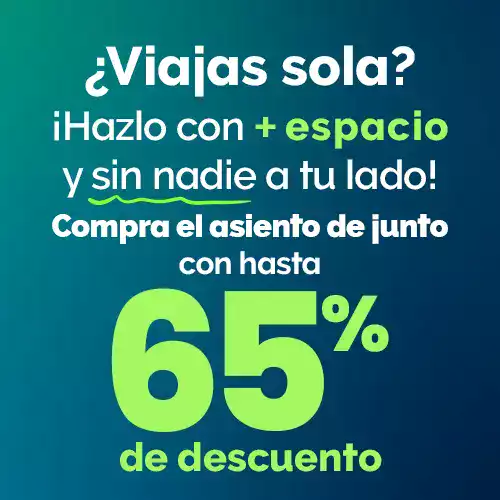 ¿Viajas sola?
¡Hazlo con + espacio
y sin nadie a tu lado!
Compra el asiento de junto
con hasta
65%
de descuento